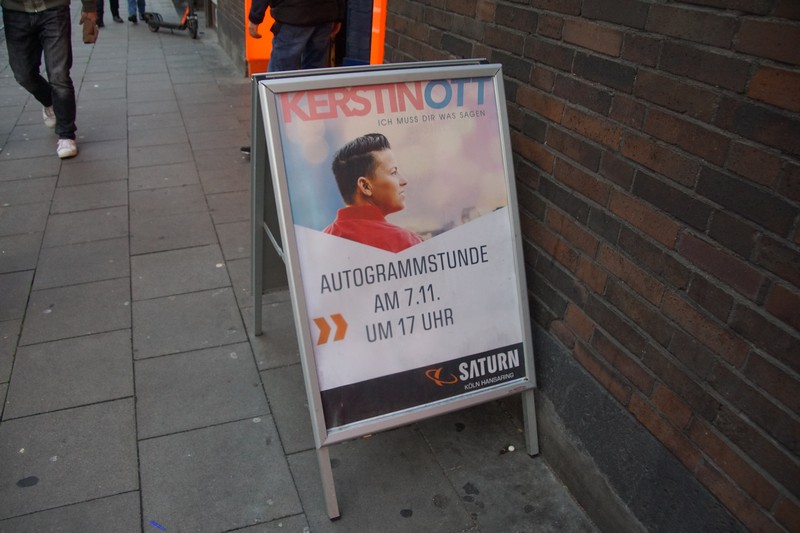 KERSTIN OTT
ICH MUSS DIR WAS SAGEN
AUTOGRAMMSTUNDE
AM 7.11.
UM 17 UHR
SATURN
KÖLN HANSARING